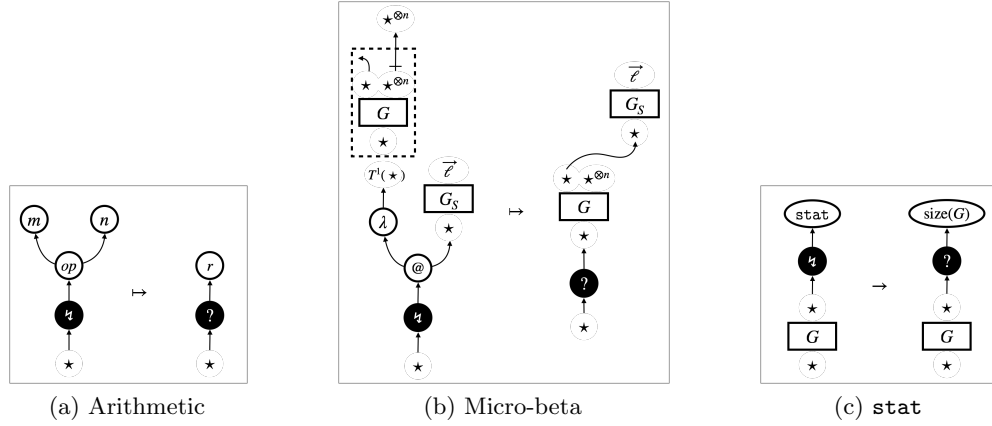 m n
op r
↦
↯ ?
⋆ ⋆
(a) Arithmetic
⋆⊗n
⋆ ⋆⊗n
G
⋆
T¹(⋆) ℓ⃗
G_S
λ ⋆
@
↯
⋆
↦
ℓ⃗
G_S
⋆
⋆ ⋆⊗n
G
⋆
?
⋆
(b) Micro-beta
stat size(G)
↯ ?
→
⋆ ⋆
G G
⋆ ⋆
(c) stat